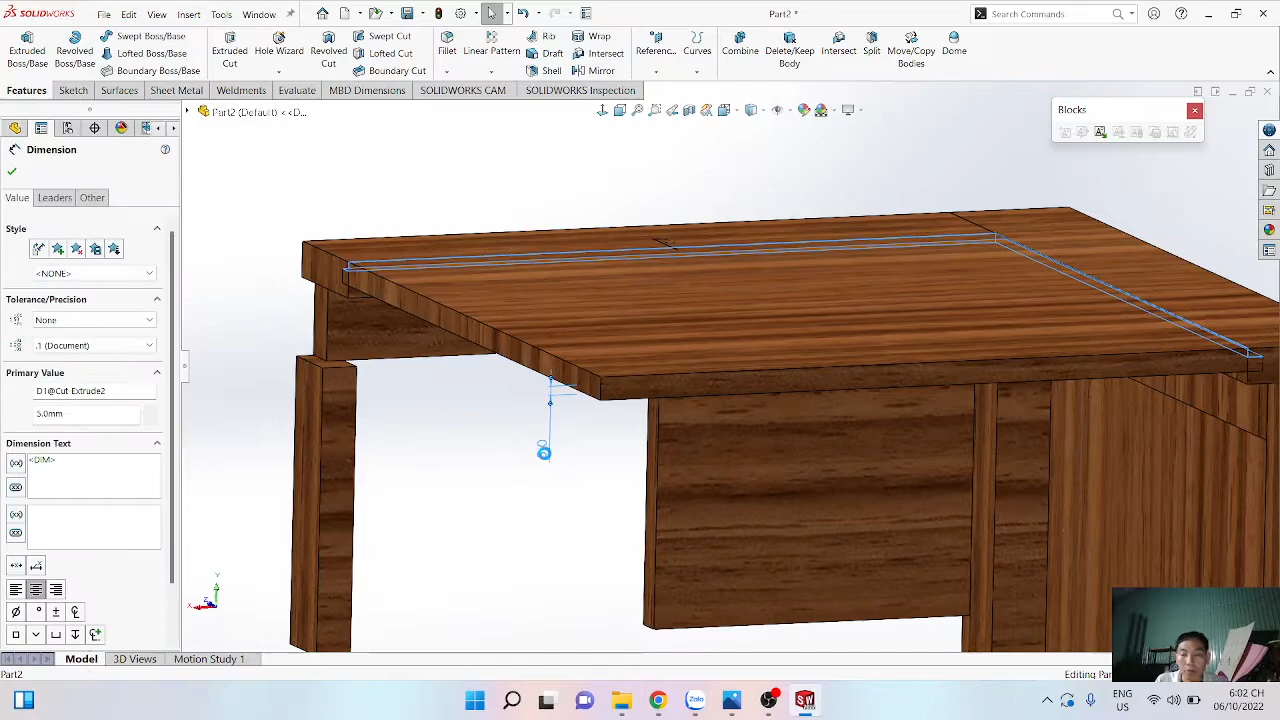 SOLIDWORKS
File
Edit
View
Insert
Tools
Window
Part2 *
Search Commands
Extruded Boss/Base
Revolved Boss/Base
Swept Boss/Base
Lofted Boss/Base
Boundary Boss/Base
Extruded Cut
Hole Wizard
Revolved Cut
Swept Cut
Lofted Cut
Boundary Cut
Fillet
Linear Pattern
Rib
Draft
Shell
Wrap
Intersect
Mirror
Referenc...
Curves
Combine
Delete/Keep Body
Intersect
Split
Move/Copy Bodies
Dome
Features
Sketch
Surfaces
Sheet Metal
Weldments
Evaluate
MBD Dimensions
SOLIDWORKS CAM
SOLIDWORKS Inspection
Part2 (Default) <<D...
Blocks
Dimension
Value
Leaders
Other
Style
<NONE>
Tolerance/Precision
None
.1 (Document)
Primary Value
D1@Cut-Extrude2
5.0mm
Dimension Text
<DIM>
Y
X
Z
Model
3D Views
Motion Study 1
Part2
Editing Par
Zalo
SW
ENG
US
6:02 CH
06/10/2022